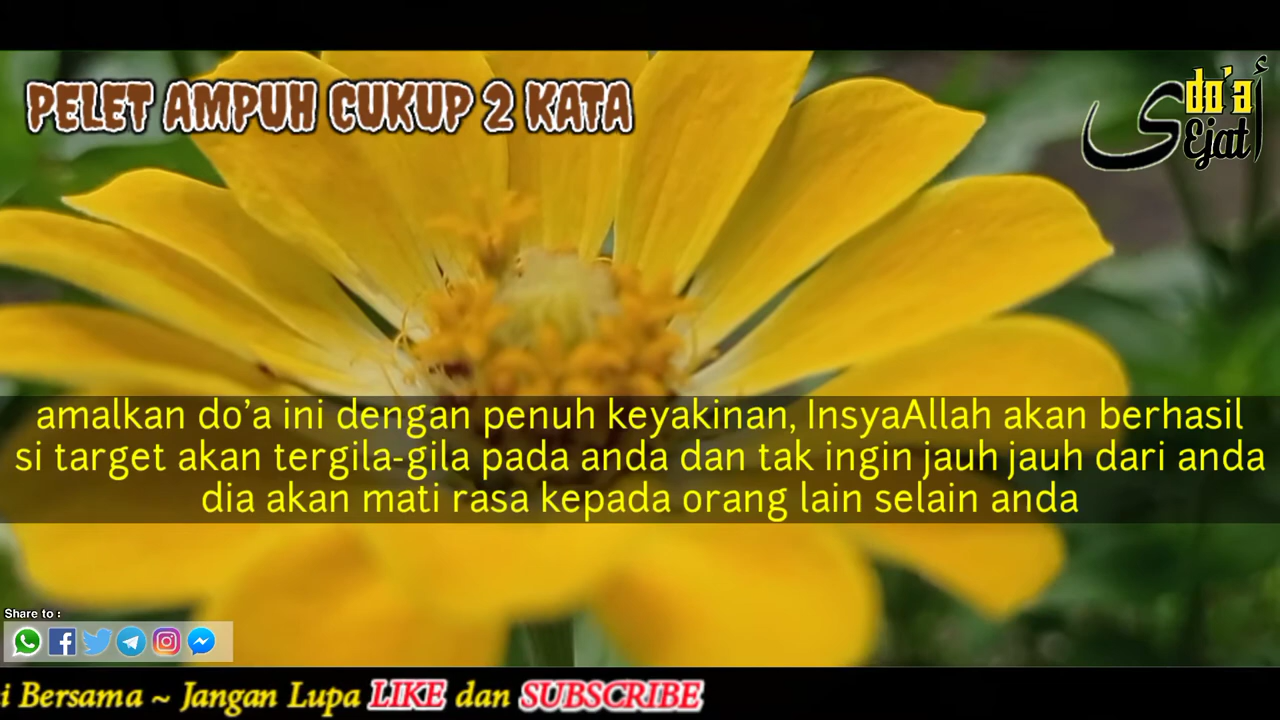 PELET AMPUH CUKUP 2 KATA
do'a
Ejati
amalkan do'a ini dengan penuh keyakinan, InsyaAllah akan berhasil
si target akan tergila-gila pada anda dan tak ingin jauh jauh dari anda
dia akan mati rasa kepada orang lain selain anda
Share to :
i Bersama ~ Jangan Lupa LIKE dan SUBSCRIBE